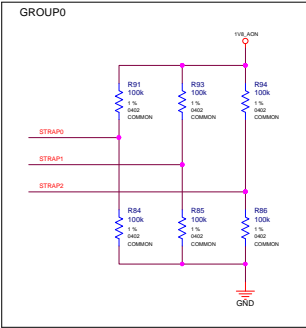 GROUP0
1V8_AON
R91
100k
1 %
0402
COMMON
R93
100k
1 %
0402
COMMON
R94
100k
1 %
0402
COMMON
STRAP0
STRAP1
STRAP2
R84
100k
1 %
0402
COMMON
R85
100k
1 %
0402
COMMON
R86
100k
1 %
0402
COMMON
GND